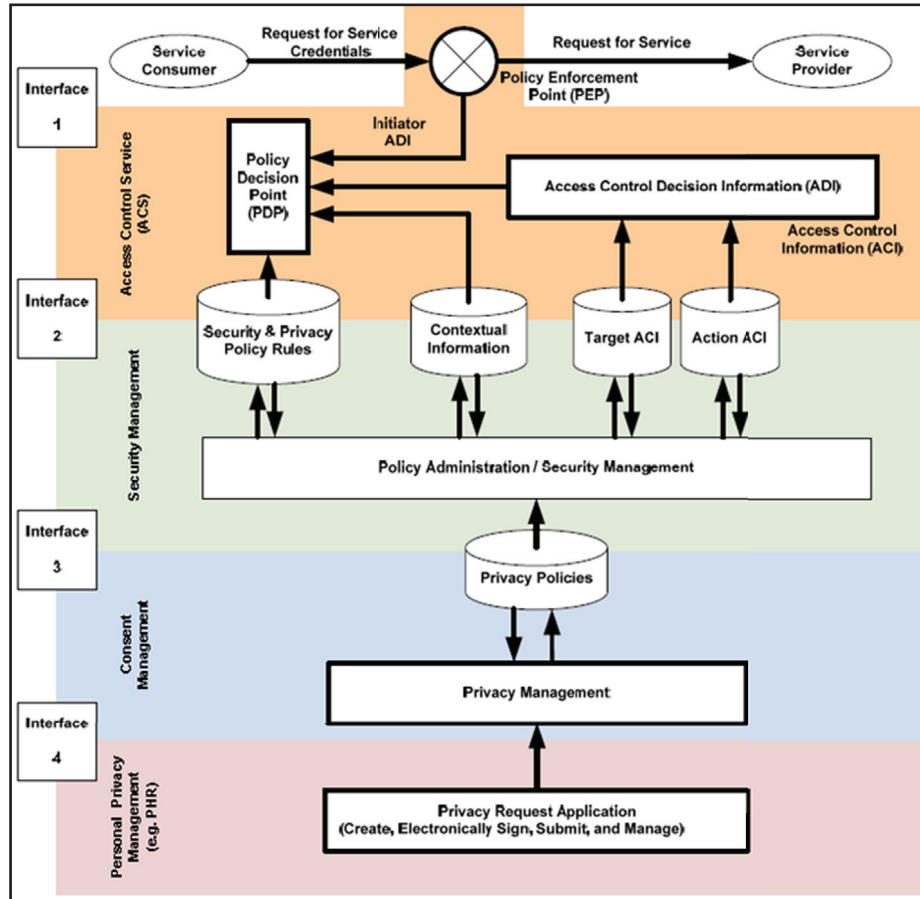 Service
Consumer
Request for Service
Credentials
Request for Service
Service
Provider
Policy Enforcement
Point (PEP)
Interface
1
Initiator
ADI
Access Control Service
(ACS)
Policy
Decision
Point
(PDP)
Access Control Decision Information (ADI)
Access Control
Information (ACI)
Interface
2
Security & Privacy
Policy Rules
Contextual
Information
Target ACI
Action ACI
Security Management
Policy Administration / Security Management
Interface
3
Privacy Policies
Consent
Management
Privacy Management
Interface
4
Personal Privacy
Management
(e.g. PHR)
Privacy Request Application
(Create, Electronically Sign, Submit, and Manage)